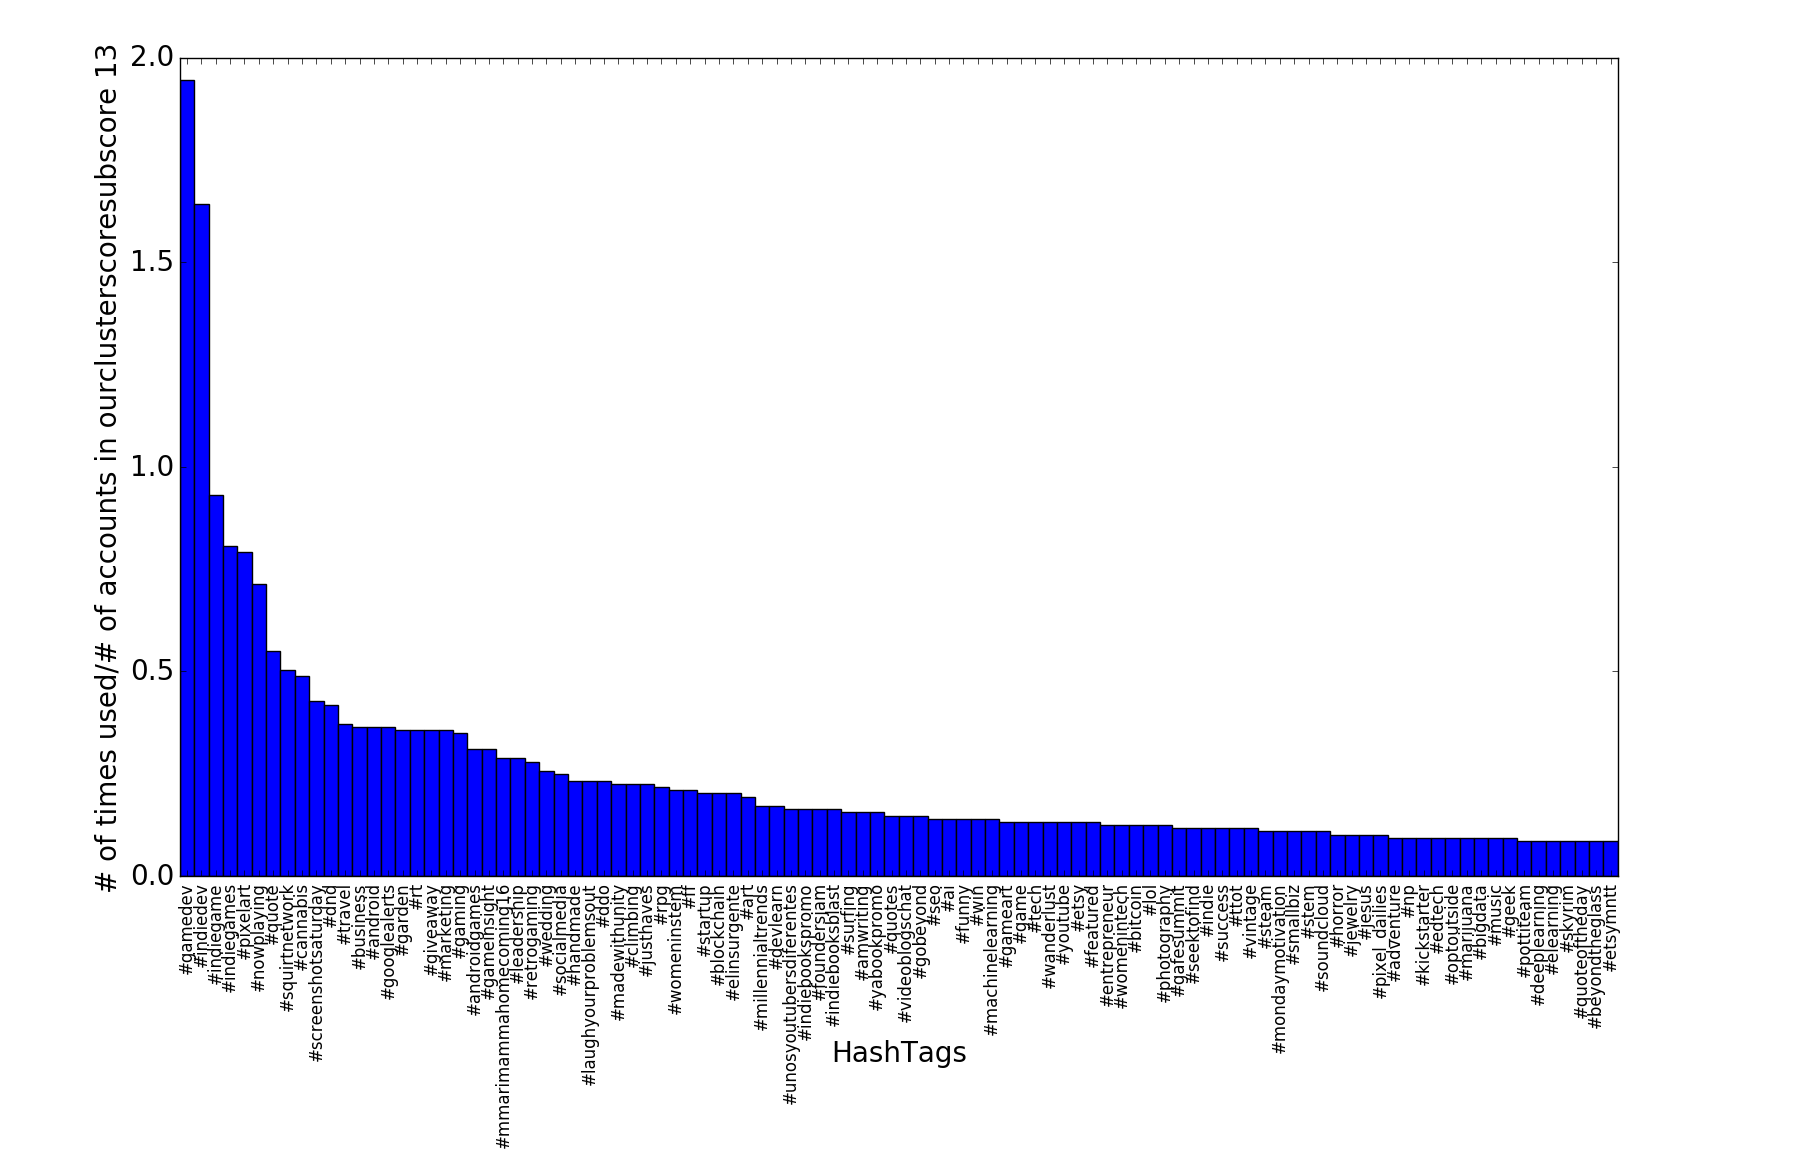 # of times used/# of accounts in ourclusterscoresubscore 13
2.0
1.5
1.0
0.5
0.0
#gamedev
#indiedev
#indiegame
#indiegames
#pixelart
#nowplaying
#quote
#squirtnetwork
#cannabis
#screenshotsaturday
#dnd
#travel
#business
#android
#googlealerts
#garden
#rt
#giveaway
#marketing
#gaming
#androidgames
#gameinsight
#mmarimammahomecoming16
#leadership
#retrogaming
#wedding
#socialmedia
#handmade
#laughyourproblemsout
#ddo
#madewithunity
#climbing
#justhaves
#rpg
#womeninstem
#ff
#startup
#blockchain
#elinsurgente
#art
#millennialtrends
#devlearn
#unosyoutubersdiferentes
#indiebookspromo
#foundersjam
#indiebooksblast
#surfing
#amwriting
#yabookpromo
#quotes
#videoblogschat
#gobeyond
#seo
#ai
#funny
#win
#machinelearning
#gameart
#game
#tech
#wanderlust
#youtube
#etsy
#featured
#entrepreneur
#womenintech
#bitcoin
#lol
#photography
#gafesummit
#seektofind
#indie
#success
#ttot
#vintage
#steam
#mondaymotivation
#smallbiz
#stem
#soundcloud
#horror
#jewelry
#jesus
#pixel_dailies
#adventure
#np
#kickstarter
#edtech
#optoutside
#marijuana
#bigdata
#music
#geek
#pottiteam
#deeplearning
#elearning
#skyrim
#quoteoftheday
#beyondtheglass
#etsymntt
HashTags